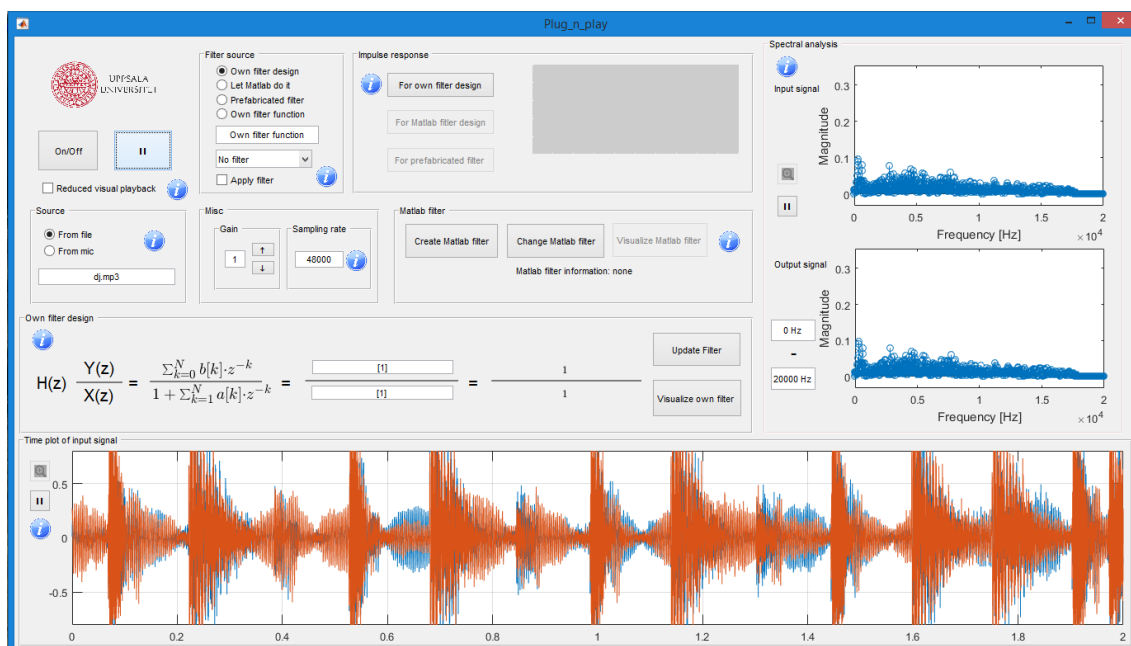 Plug_n_play
UPPSALA
UNIVERSITET
On/Off
Reduced visual playback
Filter source
Own filter design
Let Matlab do it
Prefabricated filter
Own filter function
Own filter function
No filter
Apply filter
Impulse response
For own filter design
For Matlab filter design
For prefabricated filter
Source
From file
From mic
dj.mp3
Misc
Gain
1
↑
↓
Sampling rate
48000
Matlab filter
Create Matlab filter
Change Matlab filter
Visualize Matlab filter
Matlab filter information: none
Own filter design
H(z) Y(z)/X(z) = \frac{\sum_{k=0}^{N} b[k]·z^{-k}}{1 + \sum_{k=1}^{N} a[k]·z^{-k}} = [1]/[1] = 1/1
Update Filter
Visualize own filter
Spectral analysis
Input signal
Magnitude
0.3
0.2
0.1
0
0 0.5 1 1.5 2
Frequency [Hz] ×10^4
Output signal
0 Hz
-
20000 Hz
Magnitude
0.3
0.2
0.1
0
0 0.5 1 1.5 2
Frequency [Hz] ×10^4
Time plot of input signal
0.5
0
-0.5
0 0.2 0.4 0.6 0.8 1 1.2 1.4 1.6 1.8 2